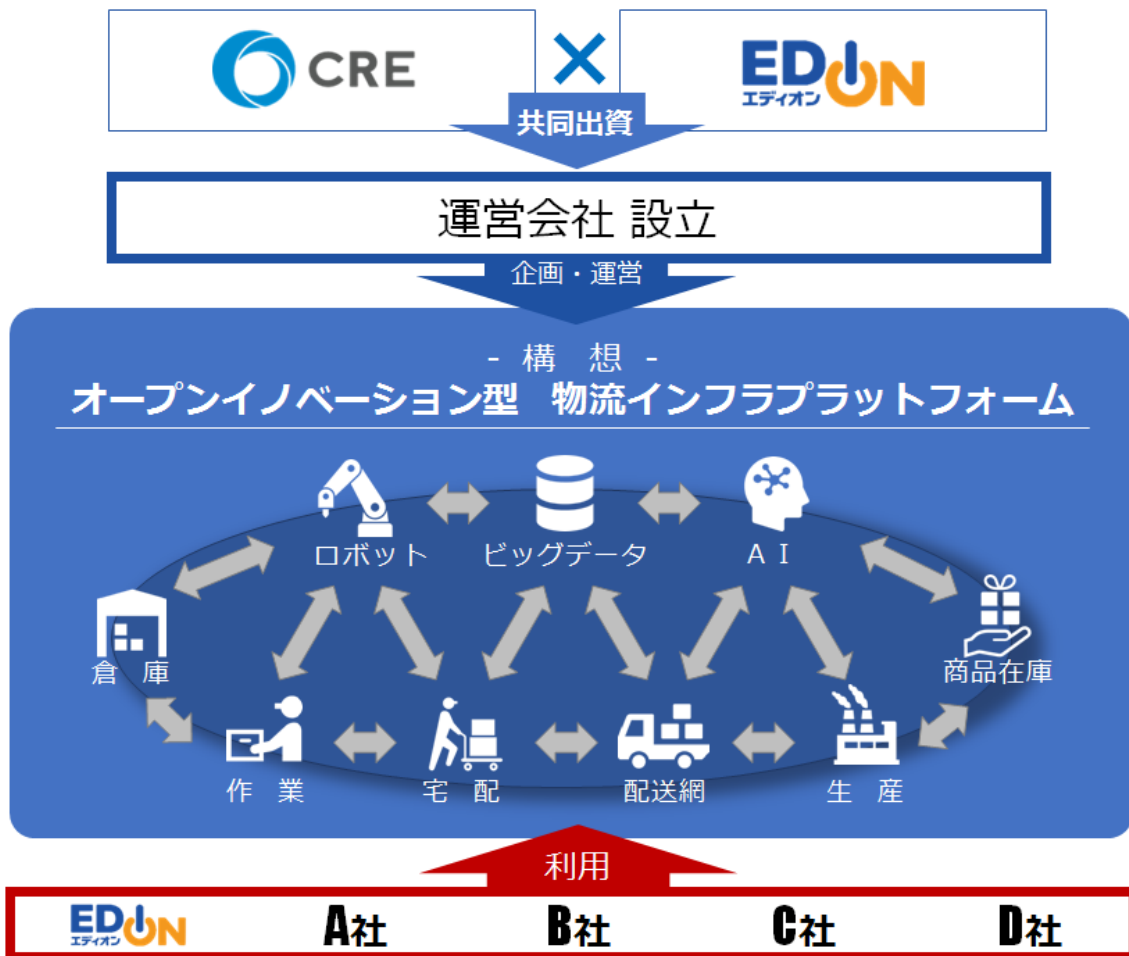 CRE
×
EDION
エディオン
共同出資
運営会社 設立
企画・運営
- 構 想 -
オープンイノベーション型 物流インフラプラットフォーム
ロボット
ビッグデータ
ＡＩ
倉 庫
商品在庫
作 業
宅 配
配送網
生 産
利用
EDION
エディオン
A社
B社
C社
D社